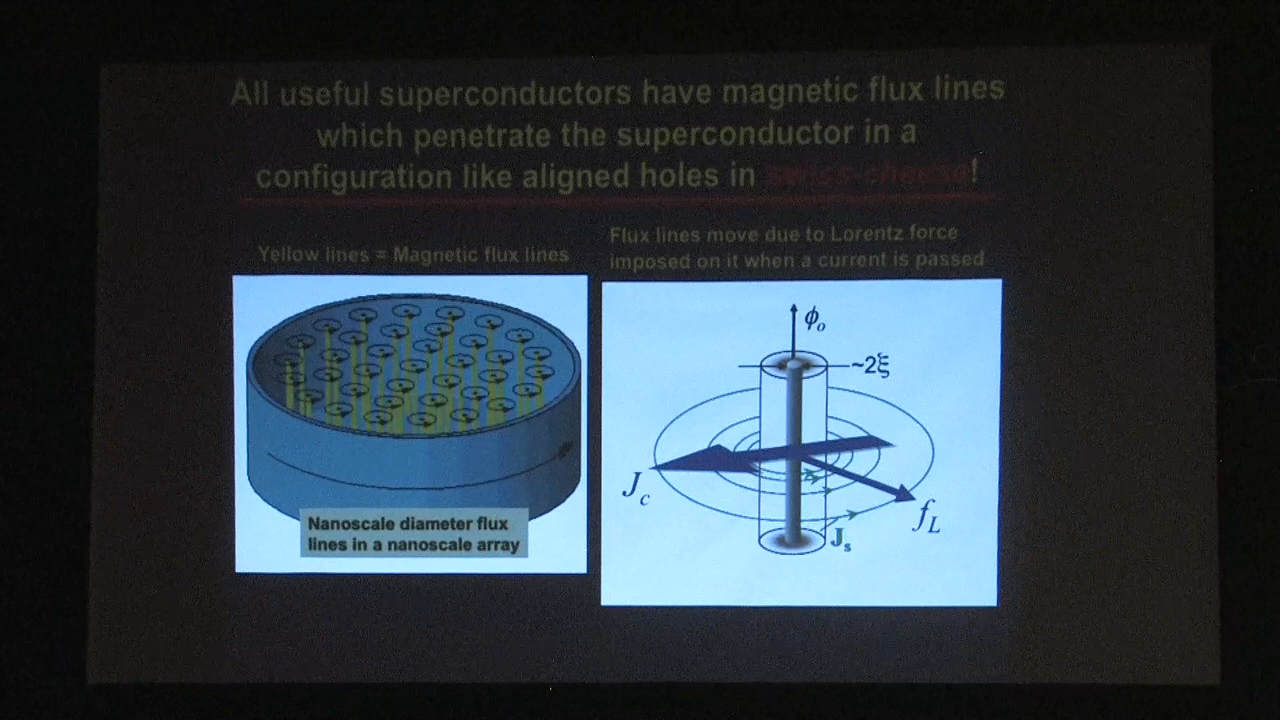 All useful superconductors have magnetic flux lines
which penetrate the superconductor in a
configuration like aligned holes in swiss-cheese!
Yellow lines = Magnetic flux lines
Flux lines move due to Lorentz force
imposed on it when a current is passed
Nanoscale diameter flux
lines in a nanoscale array
ϕo
~2ξ
Jc
fL
Js